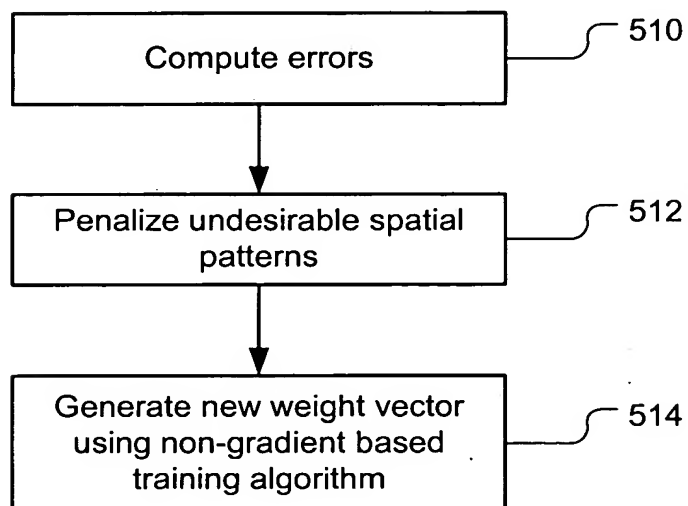 Compute errors
510
Penalize undesirable spatial
patterns
512
Generate new weight vector
using non-gradient based
training algorithm
514